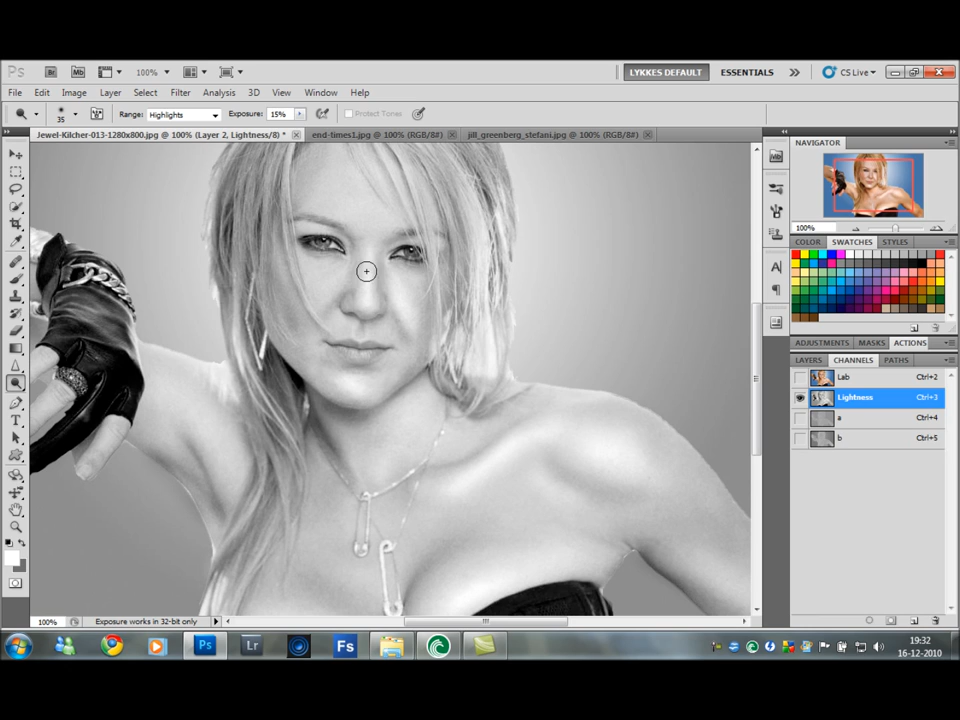 Ps Br Mb 100% LYKKES DEFAULT ESSENTIALS CS Live
File Edit Image Layer Select Filter Analysis 3D View Window Help
35 Range: Highlights Exposure: 15% Protect Tones
Jewel-Kilcher-013-1280x800.jpg @ 100% (Layer 2, Lightness/8) * end-times1.jpg @ 100% (RGB/8#) jill_greenberg_stefani.jpg @ 100% (RGB/8#)
NAVIGATOR
100%
COLOR SWATCHES STYLES
ADJUSTMENTS MASKS ACTIONS
LAYERS CHANNELS PATHS
Lab Ctrl+2
Lightness Ctrl+3
a Ctrl+4
b Ctrl+5
100% Exposure works in 32-bit only
Ps Lr Fs
19:32
16-12-2010